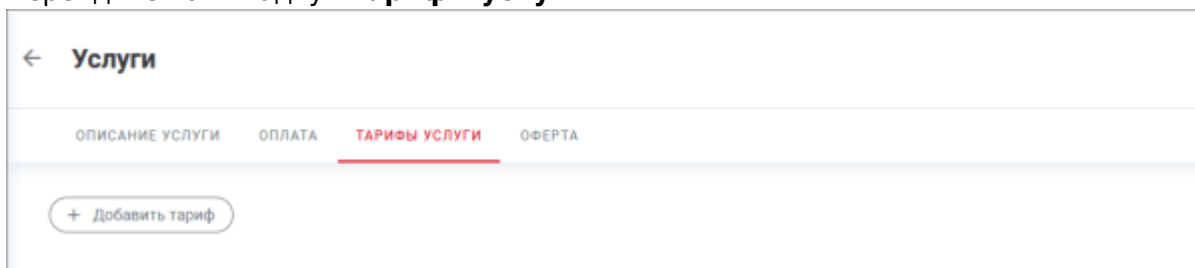 Услуги
ОПИСАНИЕ УСЛУГИ ОПЛАТА ТАРИФЫ УСЛУГИ ОФЕРТА
+ Добавить тариф